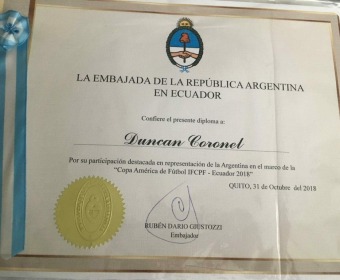 LA EMBAJADA DE LA REPÚBLICA ARGENTINA
EN ECUADOR
Confiere el presente diploma a:
Duncan Coronel
Por su participación destacada en representación de la Argentina en el marco de la
"Copa América de Fútbol IFCPF - Ecuador 2018"
QUITO, 31 de Octubre del 2018
RUBÉN DARIO GIUSTOZZI
Embajador